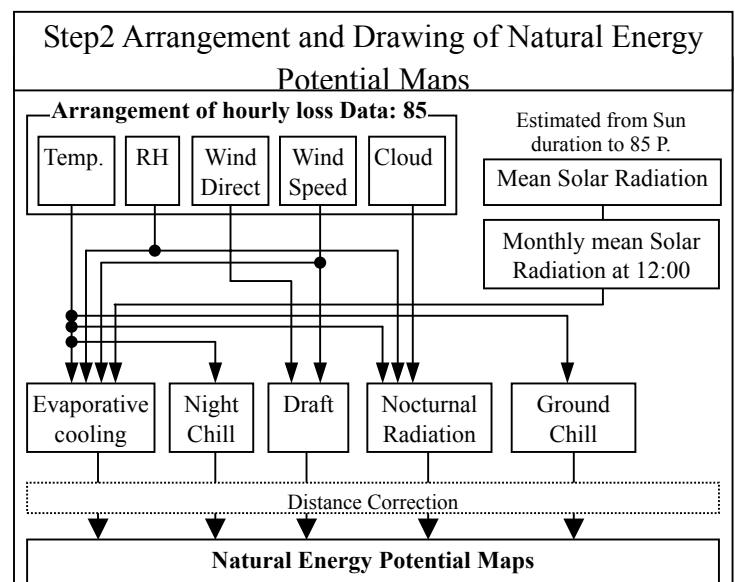 Step2 Arrangement and Drawing of Natural Energy
Potential Maps
Arrangement of hourly loss Data: 85
Temp.
RH
Wind
Direct
Wind
Speed
Cloud
Estimated from Sun
duration to 85 P.
Mean Solar Radiation
Monthly mean Solar
Radiation at 12:00
Evaporative
cooling
Night
Chill
Draft
Nocturnal
Radiation
Ground
Chill
Distance Correction
Natural Energy Potential Maps